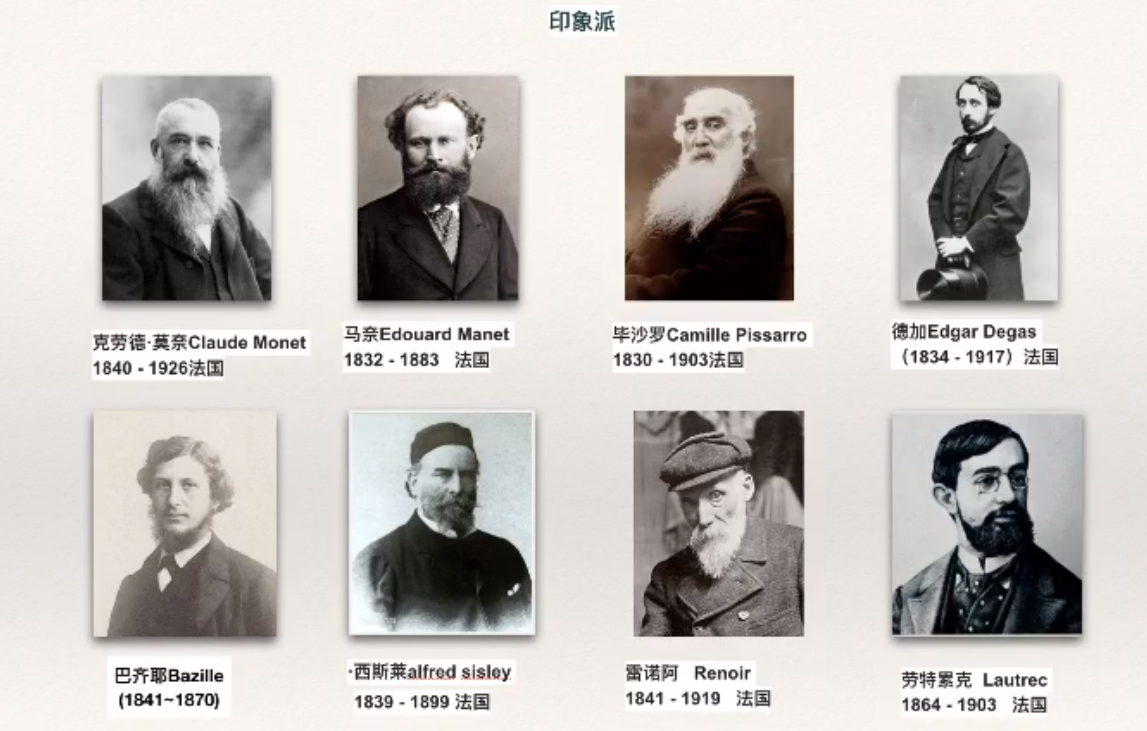 印象派
克劳德·莫奈Claude Monet
1840 - 1926法国
马奈Edouard Manet
1832 - 1883 法国
毕沙罗Camille Pissarro
1830 - 1903法国
德加Edgar Degas
（1834 - 1917）法国
巴齐耶Bazille
(1841~1870)
·西斯莱alfred sisley
1839 - 1899 法国
雷诺阿 Renoir
1841 - 1919 法国
劳特累克 Lautrec
1864 - 1903 法国